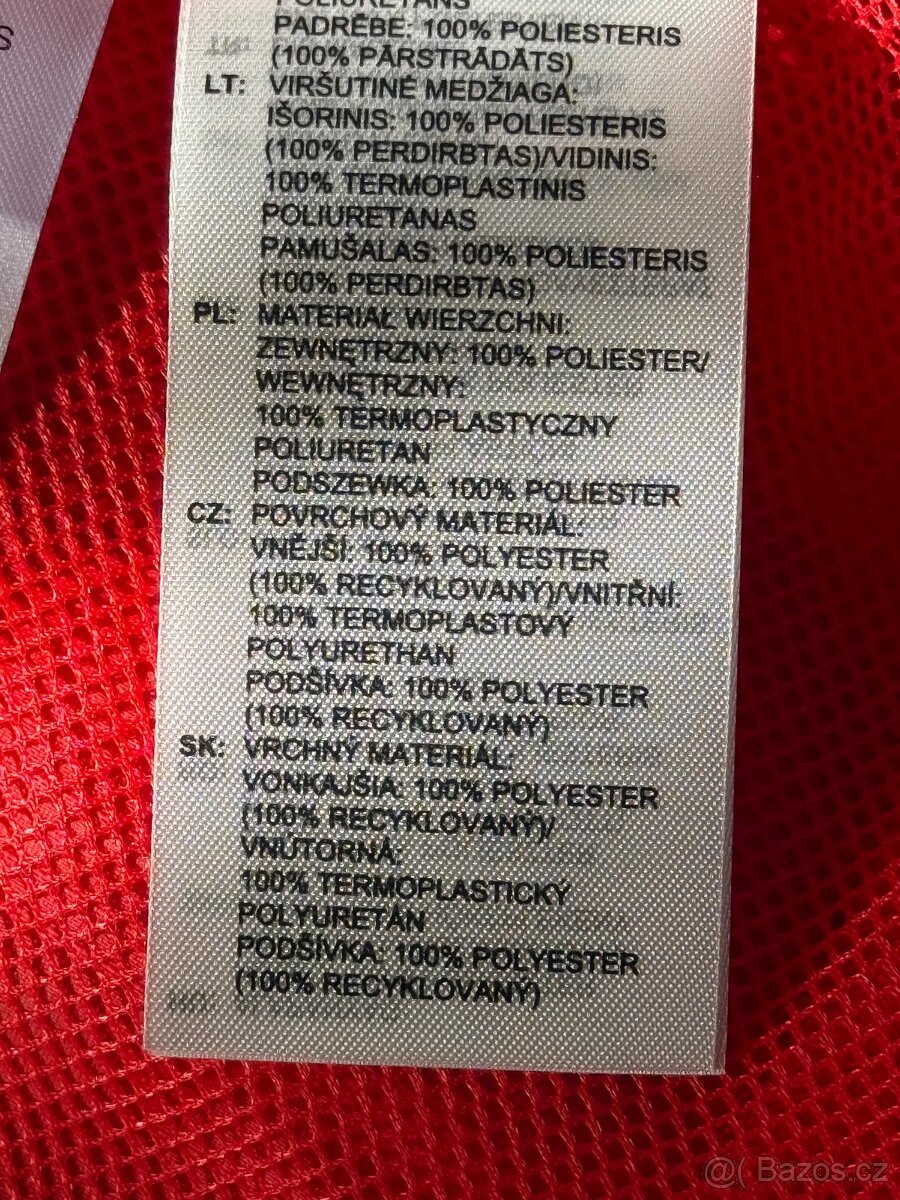 POLIURETĀNS
PADRĒBE: 100% POLIESTERIS
(100% PĀRSTRĀDĀTS)
LT: VIRŠUTINĖ MEDŽIAGA:
IŠORINIS: 100% POLIESTERIS
(100% PERDIRBTAS)/VIDINIS:
100% TERMOPLASTINIS
POLIURETANAS
PAMUŠALAS: 100% POLIESTERIS
(100% PERDIRBTAS)
PL: MATERIAŁ WIERZCHNI:
ZEWNĘTRZNY: 100% POLIESTER/
WEWNĘTRZNY:
100% TERMOPLASTYCZNY
POLIURETAN
PODSZEWKA: 100% POLIESTER
CZ: POVRCHOVÝ MATERIÁL:
VNĚJŠÍ: 100% POLYESTER
(100% RECYKLOVANÝ)/VNITŘNÍ:
100% TERMOPLASTOVÝ
POLYURETHAN
PODŠÍVKA: 100% POLYESTER
(100% RECYKLOVANÝ)
SK: VRCHNÝ MATERIÁL:
VONKAJŠIA: 100% POLYESTER
(100% RECYKLOVANÝ)/
VNÚTORNÁ:
100% TERMOPLASTICKÝ
POLYURETÁN
PODŠÍVKA: 100% POLYESTER
(100% RECYKLOVANÝ)
@( Bazos.cz